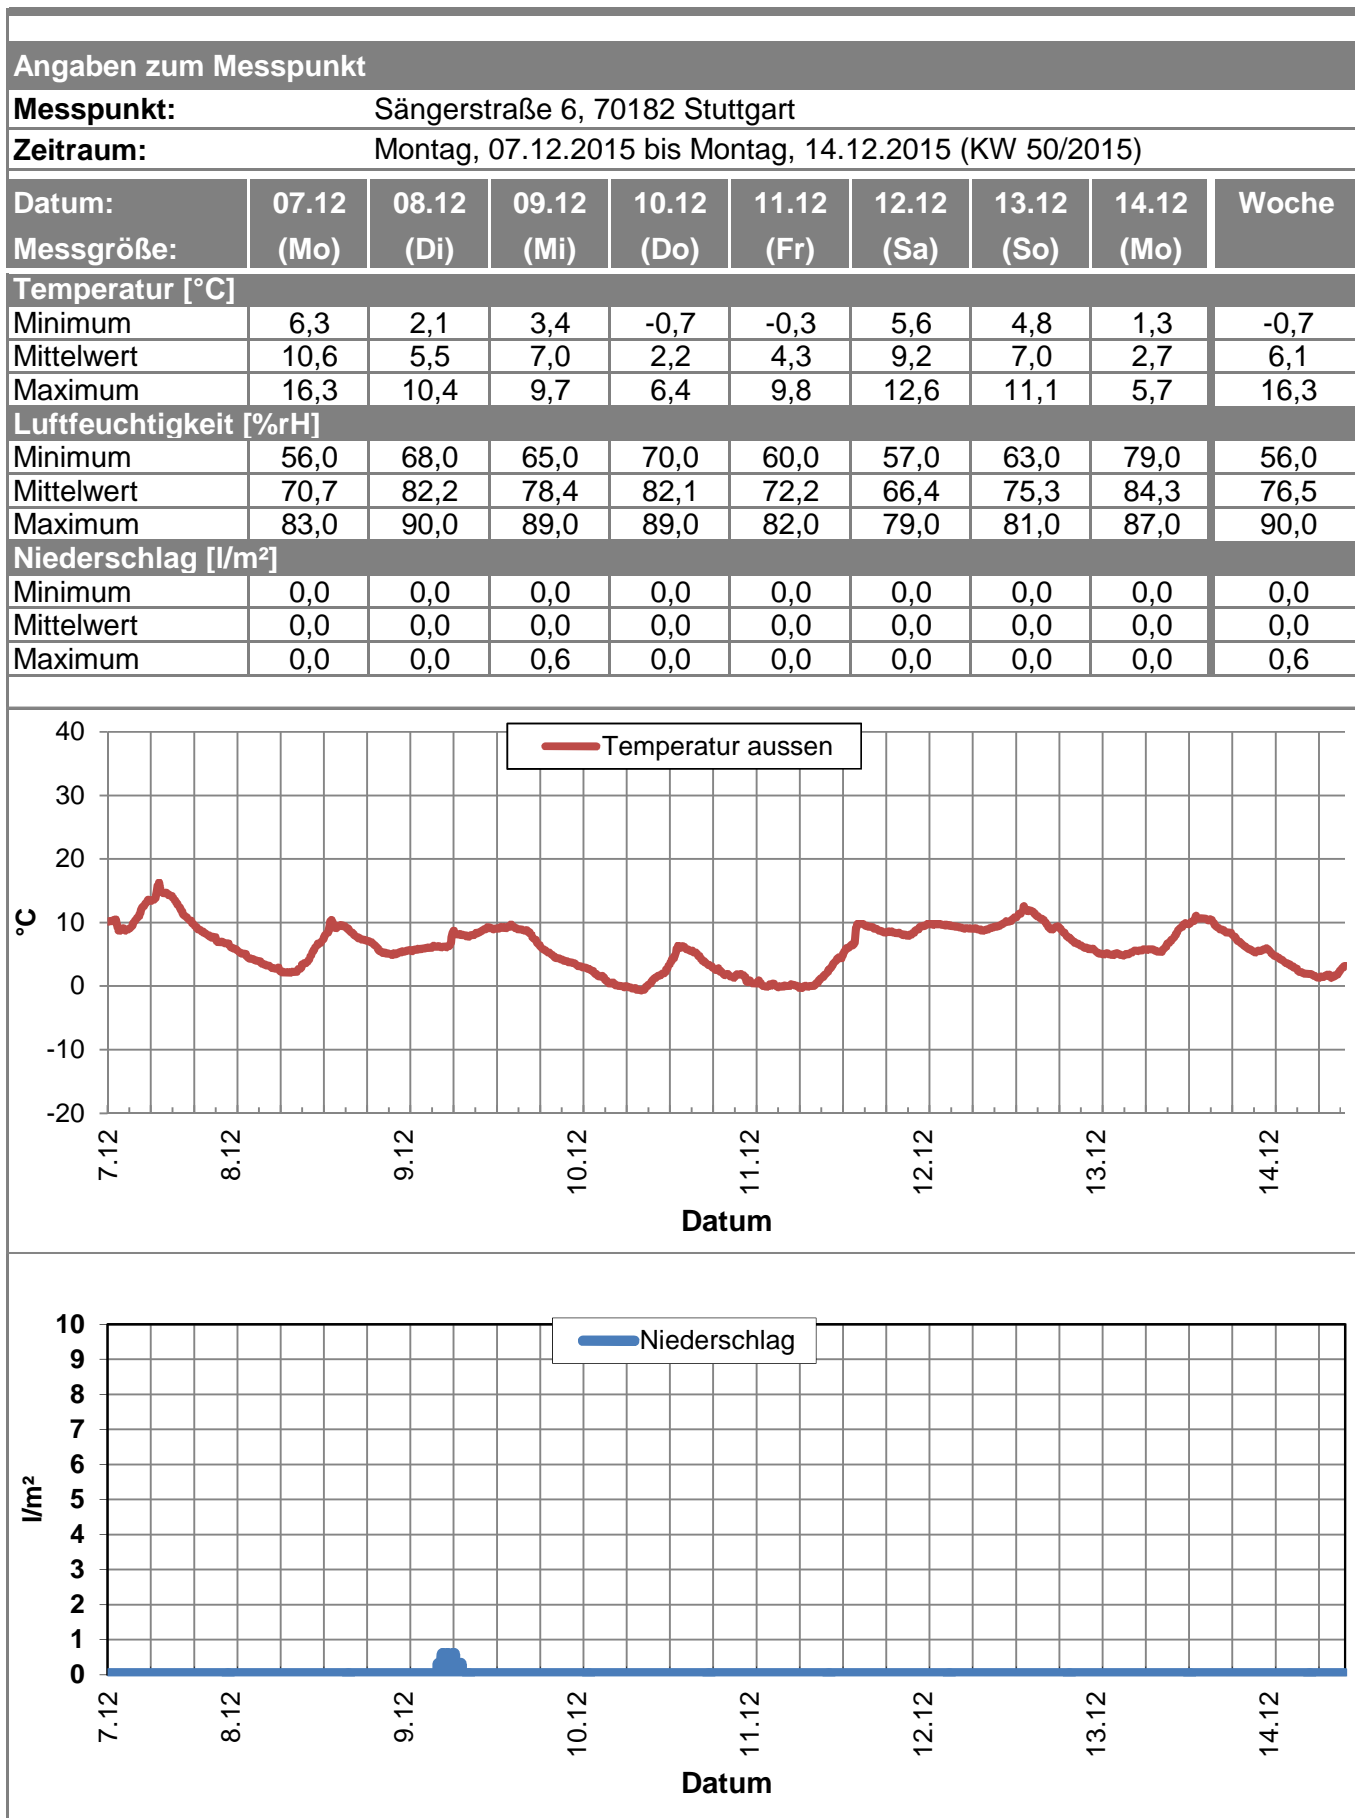 Angaben zum Messpunkt
Messpunkt: Sängerstraße 6, 70182 Stuttgart
Zeitraum: Montag, 07.12.2015 bis Montag, 14.12.2015 (KW 50/2015)
Datum: 07.12 08.12 09.12 10.12 11.12 12.12 13.12 14.12 Woche
Messgröße: (Mo) (Di) (Mi) (Do) (Fr) (Sa) (So) (Mo)
Temperatur [°C]
Minimum 6,3 2,1 3,4 -0,7 -0,3 5,6 4,8 1,3 -0,7
Mittelwert 10,6 5,5 7,0 2,2 4,3 9,2 7,0 2,7 6,1
Maximum 16,3 10,4 9,7 6,4 9,8 12,6 11,1 5,7 16,3
Luftfeuchtigkeit [%rH]
Minimum 56,0 68,0 65,0 70,0 60,0 57,0 63,0 79,0 56,0
Mittelwert 70,7 82,2 78,4 82,1 72,2 66,4 75,3 84,3 76,5
Maximum 83,0 90,0 89,0 89,0 82,0 79,0 81,0 87,0 90,0
Niederschlag [l/m²]
Minimum 0,0 0,0 0,0 0,0 0,0 0,0 0,0 0,0 0,0
Mittelwert 0,0 0,0 0,0 0,0 0,0 0,0 0,0 0,0 0,0
Maximum 0,0 0,0 0,6 0,0 0,0 0,0 0,0 0,0 0,6
Temperatur aussen
40
30
20
10
0
-10
-20
°C
7.12 8.12 9.12 10.12 11.12 12.12 13.12 14.12
Datum
Niederschlag
10
9
8
7
6
5
4
3
2
1
0
l/m²
7.12 8.12 9.12 10.12 11.12 12.12 13.12 14.12
Datum